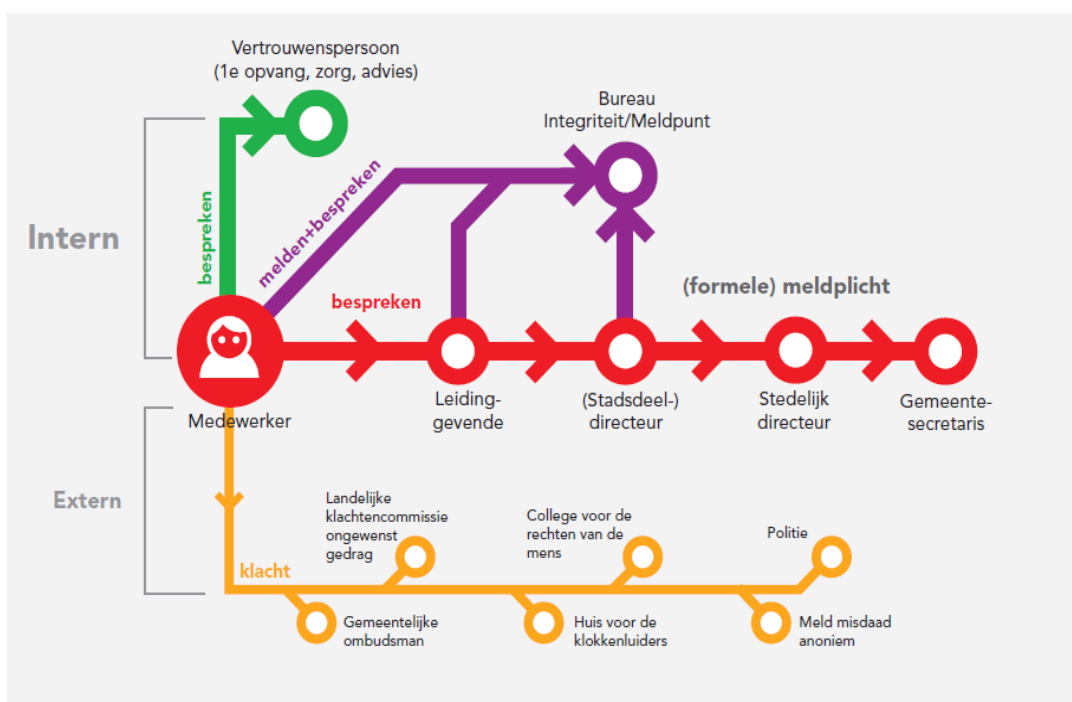 Vertrouwenspersoon
(1e opvang, zorg, advies)
Bureau
Integriteit/Meldpunt
Intern
bespreken
melden+bespreken
bespreken
(formele) meldplicht
Medewerker
Leiding-
gevende
(Stadsdeel-)
directeur
Stedelijk
directeur
Gemeente-
secretaris
Extern
klacht
Landelijke
klachtencommissie
ongewenst
gedrag
College voor de
rechten van de
mens
Politie
Gemeentelijke
ombudsman
Huis voor de
klokkenluiders
Meld misdaad
anoniem